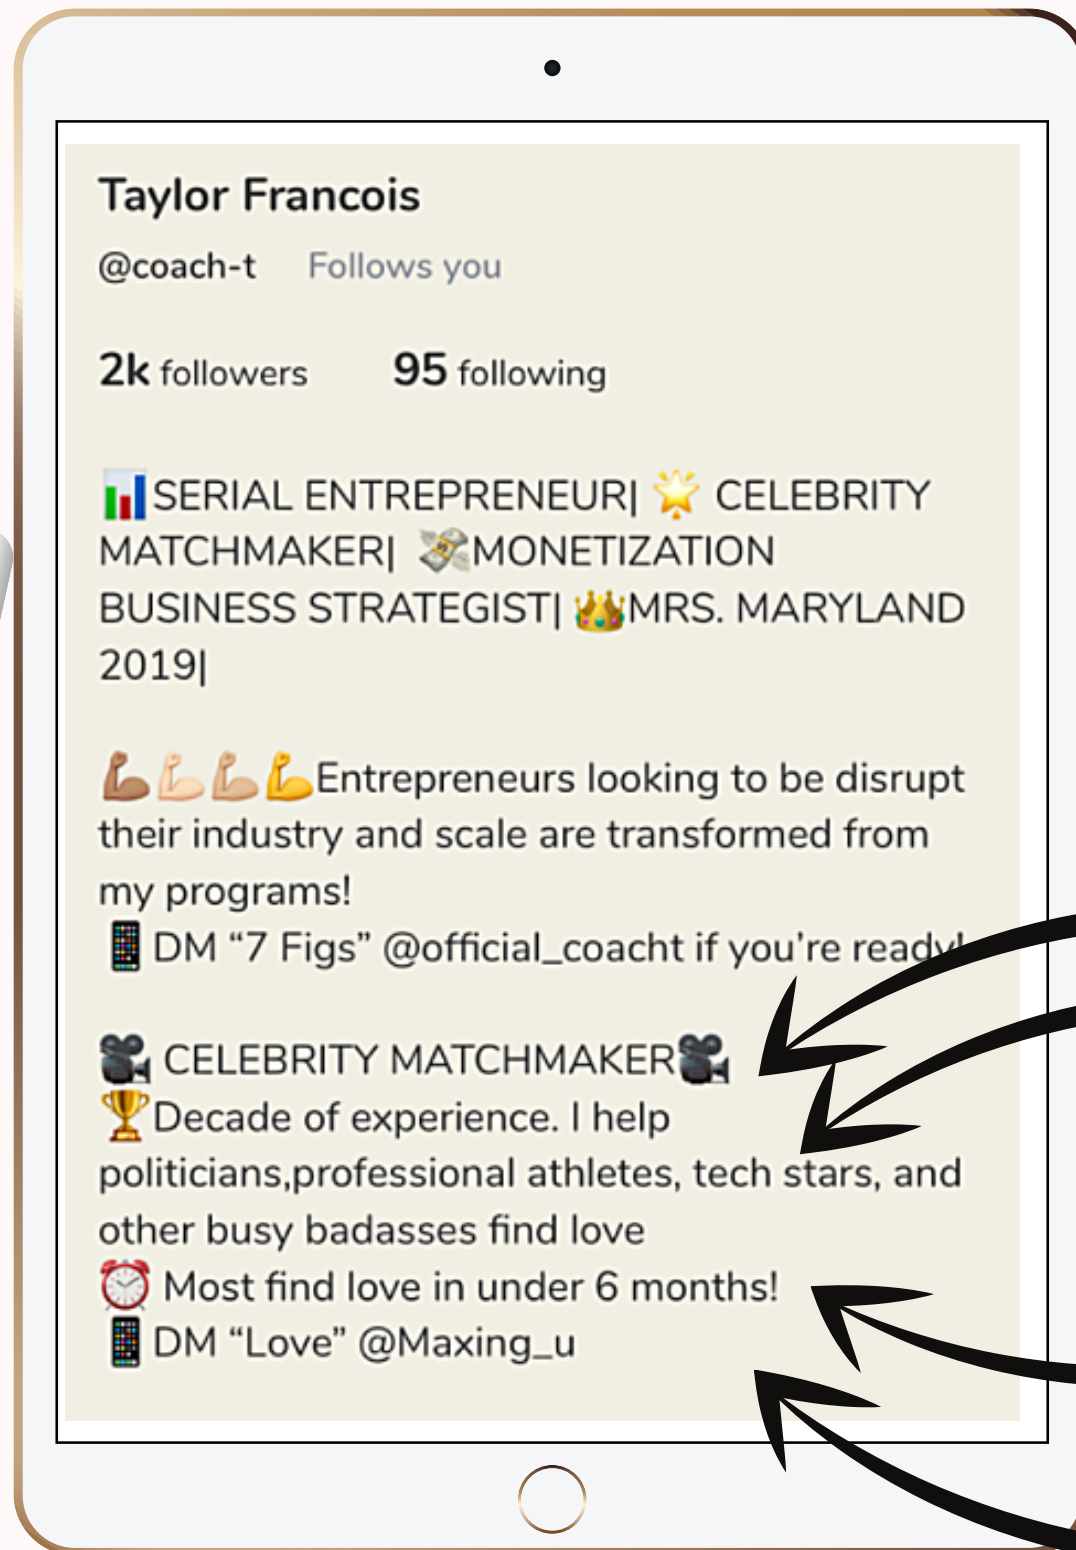 Taylor Francois
@coach-t Follows you
2k followers 95 following
📊SERIAL ENTREPRENEUR| 🌟 CELEBRITY
MATCHMAKER| 💸MONETIZATION
BUSINESS STRATEGIST| 👑MRS. MARYLAND
2019|
💪🏽💪🏻💪🏼💪Entrepreneurs looking to be disrupt
their industry and scale are transformed from
my programs!
📱DM “7 Figs” @official_coacht if you’re ready!
🎥 CELEBRITY MATCHMAKER🎥
🏆Decade of experience. I help
politicians,professional athletes, tech stars, and
other busy badasses find love
⏰ Most find love in under 6 months!
📱DM “Love” @Maxing_u